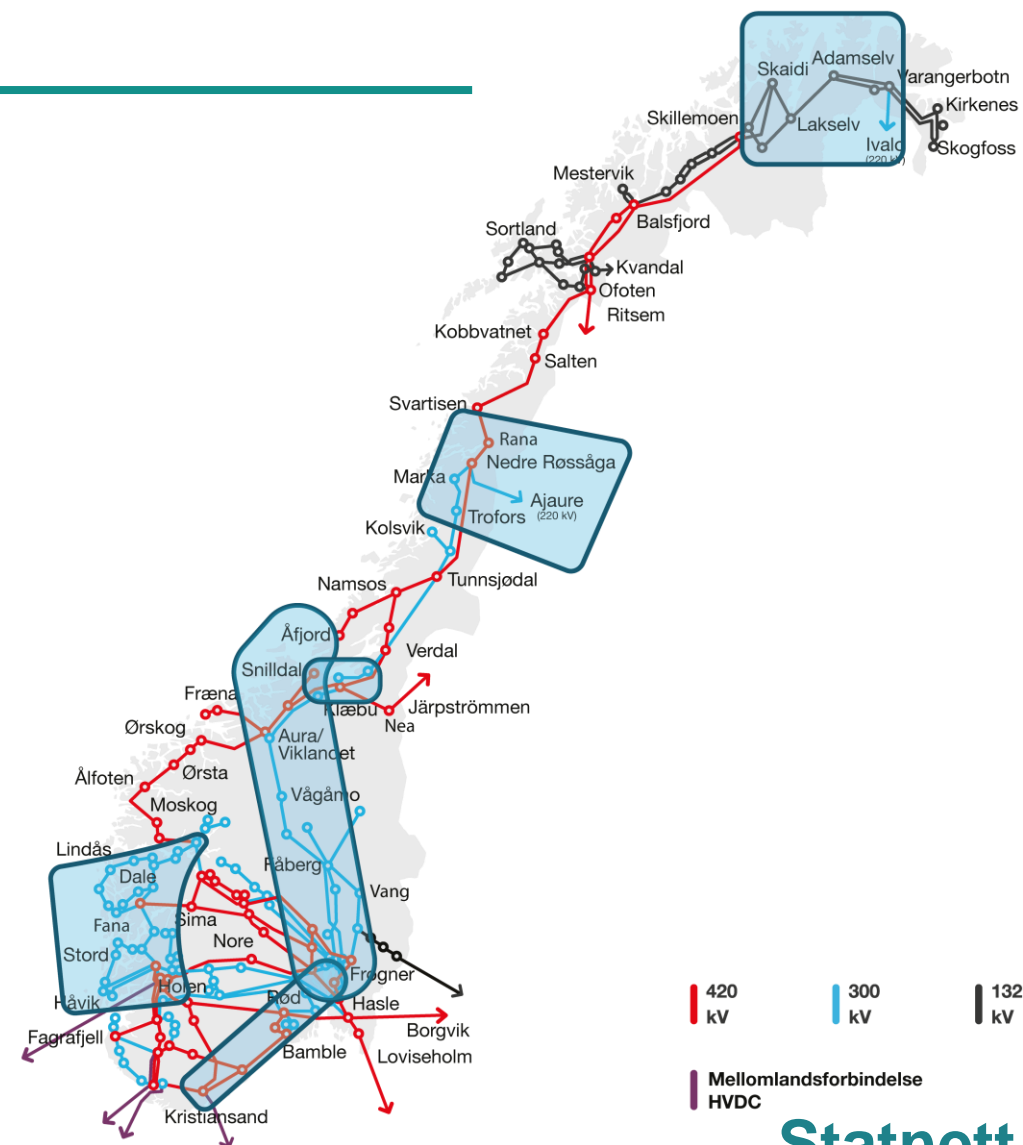 Adamselv
Skaidi
Varangerbotn
Kirkenes
Skillemoen
Lakselv
Ivalo
(220 kV)
Skogfoss
Mestervik
Balsfjord
Sortland
Kvandal
Ofoten
Ritsem
Kobbvatnet
Salten
Svartisen
Rana
Nedre Røssåga
Marka
Ajaure
(220 kV)
Trofors
Kolsvik
Tunnsjødal
Namsos
Åfjord
Verdal
Snilldal
Klæbu
Järpströmmen
Nea
Fræna
Ørskog
Aura/
Viklandet
Ørsta
Ålfoten
Vågåmo
Moskog
Lindås
Fåberg
Dale
Vang
Fana
Sima
Nore
Stord
Frogner
Holen
Håvik
Rød
Hasle
Borgvik
Fagrafjell
Bamble
Loviseholm
Kristiansand
420
kV
300
kV
132
kV
Mellomlandsforbindelse
HVDC
Statnett